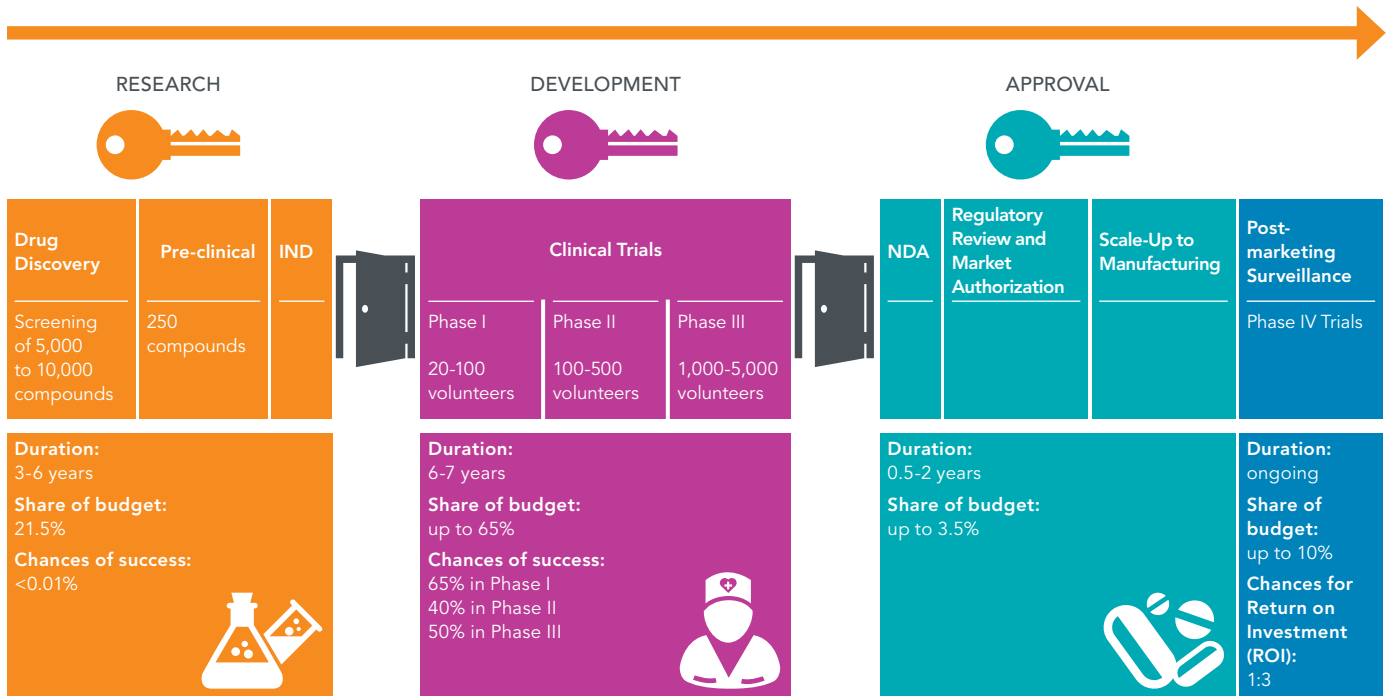 RESEARCH
DEVELOPMENT
APPROVAL
Drug
Discovery
Screening
of 5,000
to 10,000
compounds
Pre-clinical
250
compounds
IND
Clinical Trials
Phase I
20-100
volunteers
Phase II
100-500
volunteers
Phase III
1,000-5,000
volunteers
NDA
Regulatory
Review and
Market
Authorization
Scale-Up to
Manufacturing
Post-
marketing
Surveillance
Phase IV Trials
Duration:
3-6 years
Share of budget:
21.5%
Chances of success:
<0.01%
Duration:
6-7 years
Share of budget:
up to 65%
Chances of success:
65% in Phase I
40% in Phase II
50% in Phase III
Duration:
0.5-2 years
Share of budget:
up to 3.5%
Duration:
ongoing
Share of
budget:
up to 10%
Chances for
Return on
Investment
(ROI):
1:3